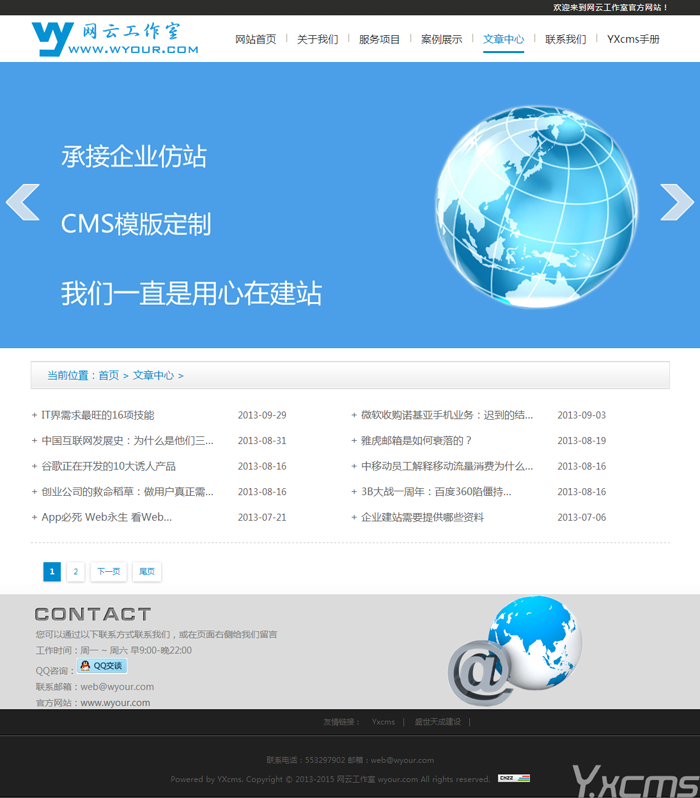 欢迎来到网云工作室官方网站！
wy 网云工作室
WWW.WYOUR.COM
网站首页 | 关于我们 | 服务项目 | 案例展示 | 文章中心 | 联系我们 | YXcms手册
承接企业仿站
CMS模版定制
我们一直是用心在建站
当前位置：首页 > 文章中心 >
+ IT界需求最旺的16项技能 2013-09-29
+ 微软收购诺基亚手机业务：迟到的结... 2013-09-03
+ 中国互联网发展史：为什么是他们三... 2013-08-31
+ 雅虎邮箱是如何衰落的？ 2013-08-19
+ 谷歌正在开发的10大诱人产品 2013-08-16
+ 中移动员工解释移动流量消费为什么... 2013-08-16
+ 创业公司的救命稻草：做用户真正需... 2013-08-16
+ 3B大战一周年：百度360陷僵持... 2013-08-16
+ App必死 Web永生 看Web... 2013-07-21
+ 企业建站需要提供哪些资料 2013-07-06
1 2 下一页 尾页
CONTACT
您可以通过以下联系方式联系我们，或在页面右侧给我们留言
工作时间：周一 ~ 周六 早9:00-晚22:00
QQ咨询： QQ交谈
联系邮箱：web@wyour.com
官方网站：www.wyour.com
@
友情链接： Yxcms | 盛世天成建设 |
联系电话：553297902 邮箱：web@wyour.com
Powered by YXcms. Copyright © 2013-2015 网云工作室 wyour.com All rights reserved. CNZZ
Y.xcms